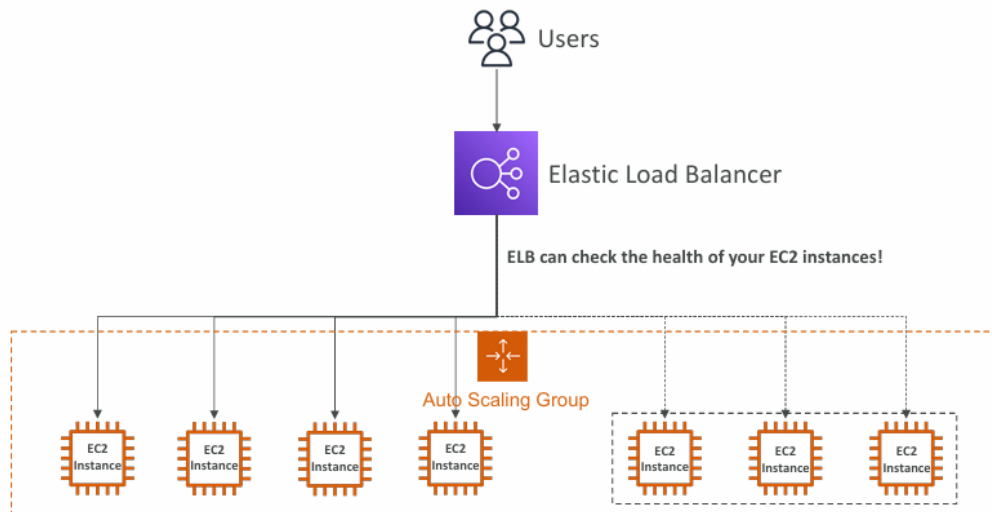 Users
Elastic Load Balancer
ELB can check the health of your EC2 instances!
Auto Scaling Group
EC2
Instance
EC2
Instance
EC2
Instance
EC2
Instance
EC2
Instance
EC2
Instance
EC2
Instance